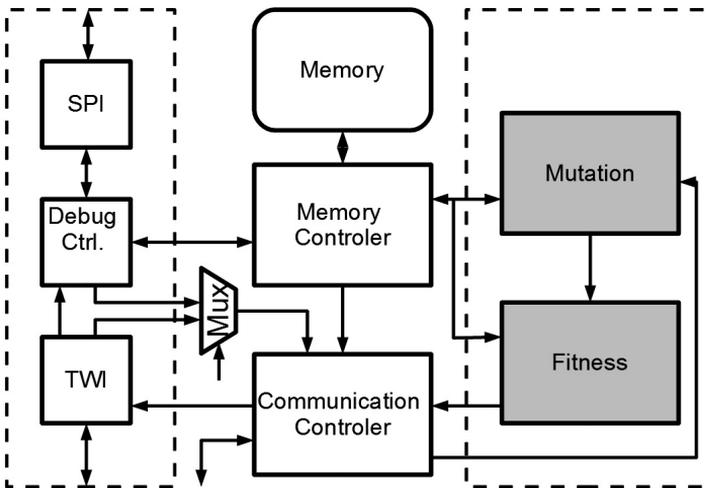 SPI
Memory
Mutation
Debug
Ctrl.
Memory
Controler
Mux
TWI
Communication
Controler
Fitness